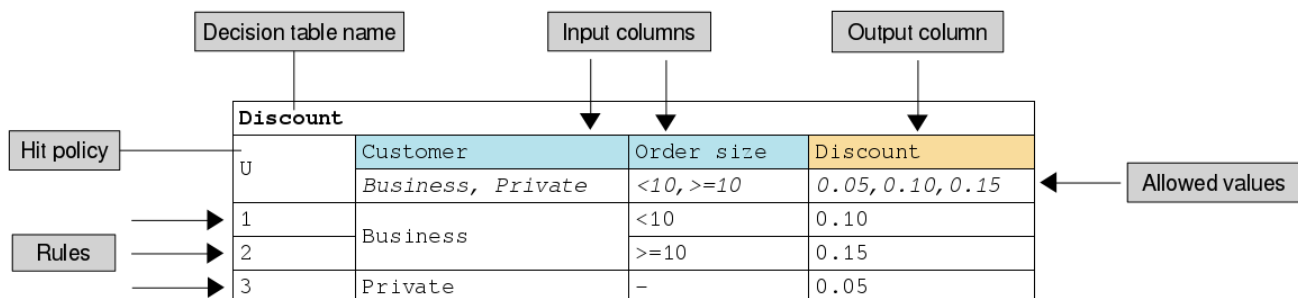 Decision table name
Input columns
Output column
Discount
Hit policy
U
Customer
Order size
Discount
Business, Private
<10,>=10
0.05,0.10,0.15
Allowed values
Rules
1
Business
<10
0.10
2
>=10
0.15
3
Private
-
0.05